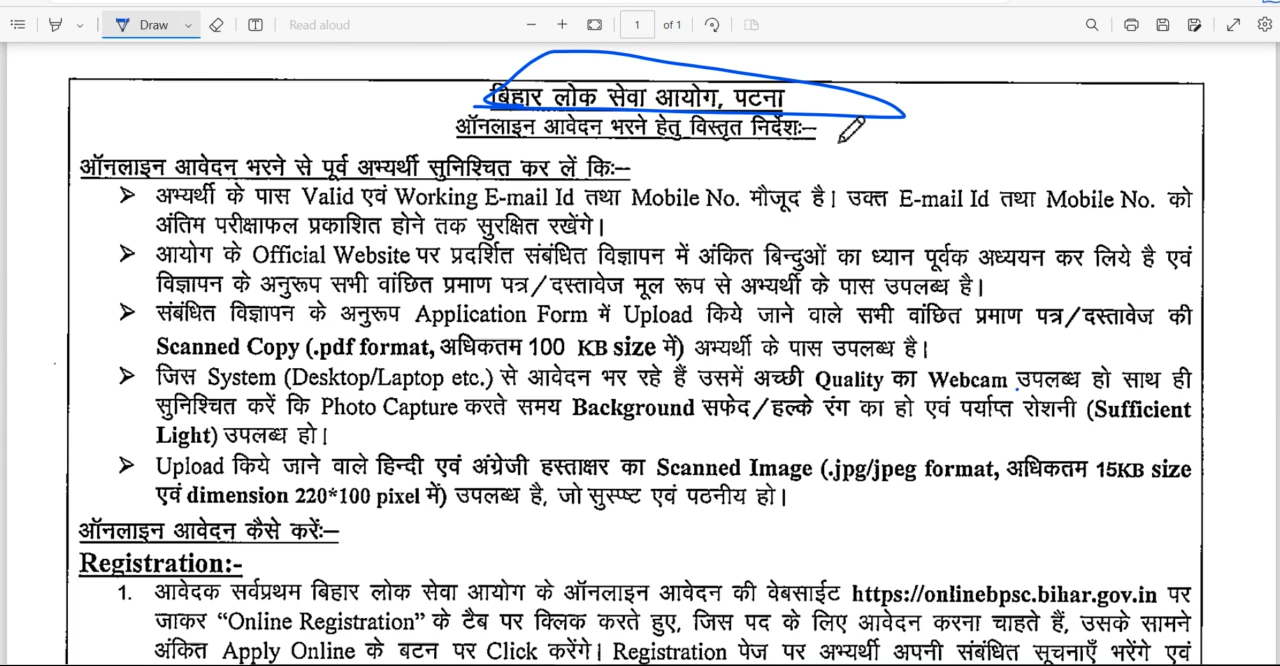 Draw
Read aloud
1 of 1
बिहार लोक सेवा आयोग, पटना
ऑनलाइन आवेदन भरने हेतु विस्तृत निर्देशः–
ऑनलाइन आवेदन भरने से पूर्व अभ्यर्थी सुनिश्चित कर लें किः–
➤ अभ्यर्थी के पास Valid एवं Working E-mail Id तथा Mobile No. मौजूद है। उक्त E-mail Id तथा Mobile No. को
अंतिम परीक्षाफल प्रकाशित होने तक सुरक्षित रखेंगे।
➤ आयोग के Official Website पर प्रदर्शित संबंधित विज्ञापन में अंकित बिन्दुओं का ध्यान पूर्वक अध्ययन कर लिये है एवं
विज्ञापन के अनुरूप सभी वांछित प्रमाण पत्र/दस्तावेज मूल रूप से अभ्यर्थी के पास उपलब्ध है।
➤ संबंधित विज्ञापन के अनुरूप Application Form में Upload किये जाने वाले सभी वांछित प्रमाण पत्र/दस्तावेज की
Scanned Copy (.pdf format, अधिकतम 100 KB size में) अभ्यर्थी के पास उपलब्ध है।
➤ जिस System (Desktop/Laptop etc.) से आवेदन भर रहे हैं उसमें अच्छी Quality का Webcam उपलब्ध हो साथ ही
सुनिश्चित करें कि Photo Capture करते समय Background सफेद/हल्के रंग का हो एवं पर्याप्त रोशनी (Sufficient
Light) उपलब्ध हो।
➤ Upload किये जाने वाले हिन्दी एवं अंग्रेजी हस्ताक्षर का Scanned Image (.jpg/jpeg format, अधिकतम 15KB size
एवं dimension 220*100 pixel में) उपलब्ध है, जो सुस्पष्ट एवं पठनीय हो।
ऑनलाइन आवेदन कैसे करेंः–
Registration:-
1. आवेदक सर्वप्रथम बिहार लोक सेवा आयोग के ऑनलाइन आवेदन की वेबसाईट https://onlinebpsc.bihar.gov.in पर
जाकर “Online Registration” के टैब पर क्लिक करते हुए, जिस पद के लिए आवेदन करना चाहते हैं, उसके सामने
अंकित Apply Online के बटन पर Click करेंगे। Registration पेज पर अभ्यर्थी अपनी संबंधित सूचनाएँ भरेंगे एवं